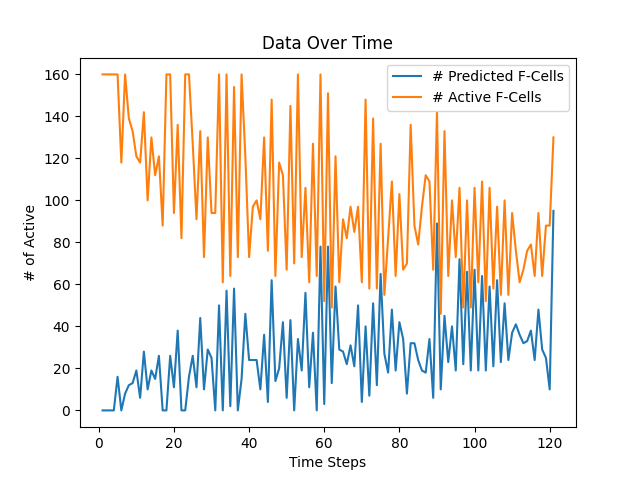 Data Over Time
# Predicted F-Cells
# Active F-Cells
160
140
120
100
80
60
40
20
0
# of Active
0 20 40 60 80 100 120
Time Steps